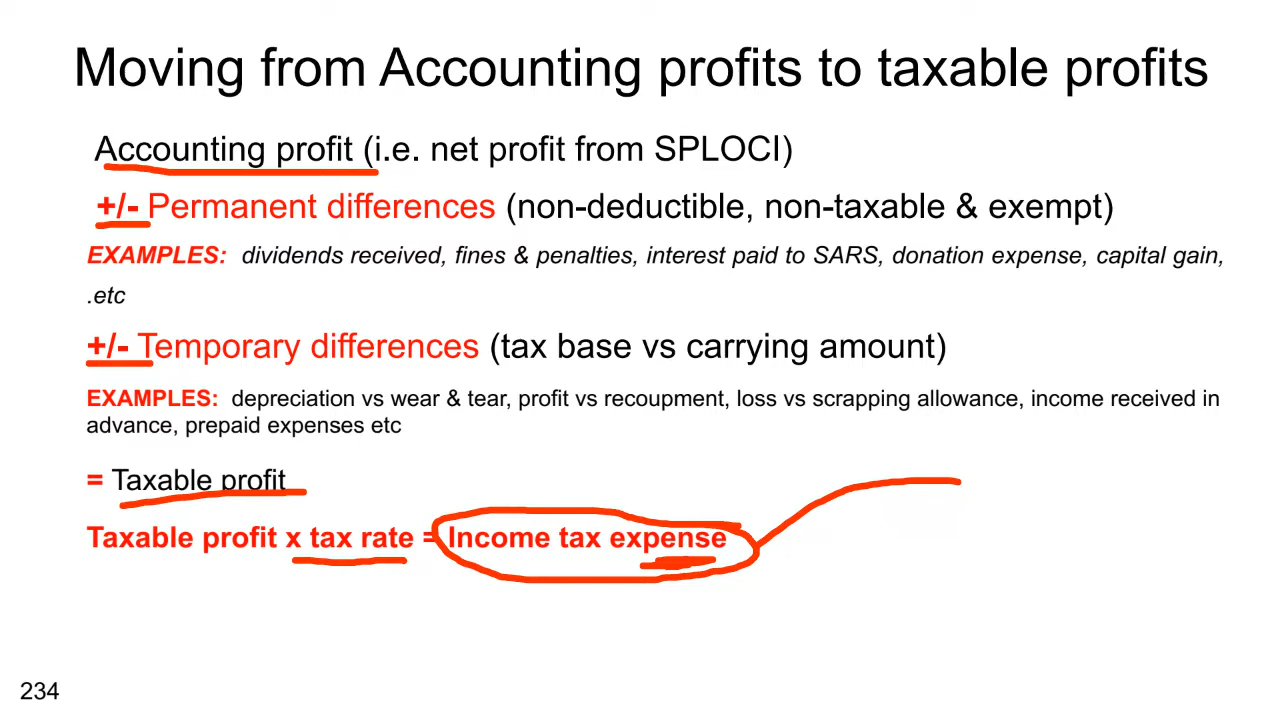 Moving from Accounting profits to taxable profits
Accounting profit (i.e. net profit from SPLOCI)
+/- Permanent differences (non-deductible, non-taxable & exempt)
EXAMPLES: dividends received, fines & penalties, interest paid to SARS, donation expense, capital gain,
.etc
+/- Temporary differences (tax base vs carrying amount)
EXAMPLES: depreciation vs wear & tear, profit vs recoupment, loss vs scrapping allowance, income received in
advance, prepaid expenses etc
= Taxable profit
Taxable profit x tax rate = Income tax expense
234